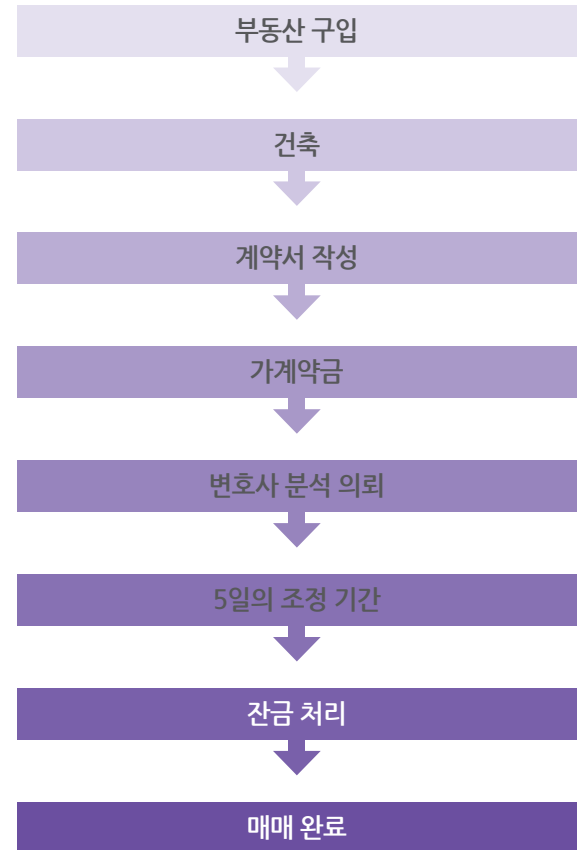 부동산 구입
건축
계약서 작성
가계약금
변호사 분석 의뢰
5일의 조정 기간
잔금 처리
매매 완료